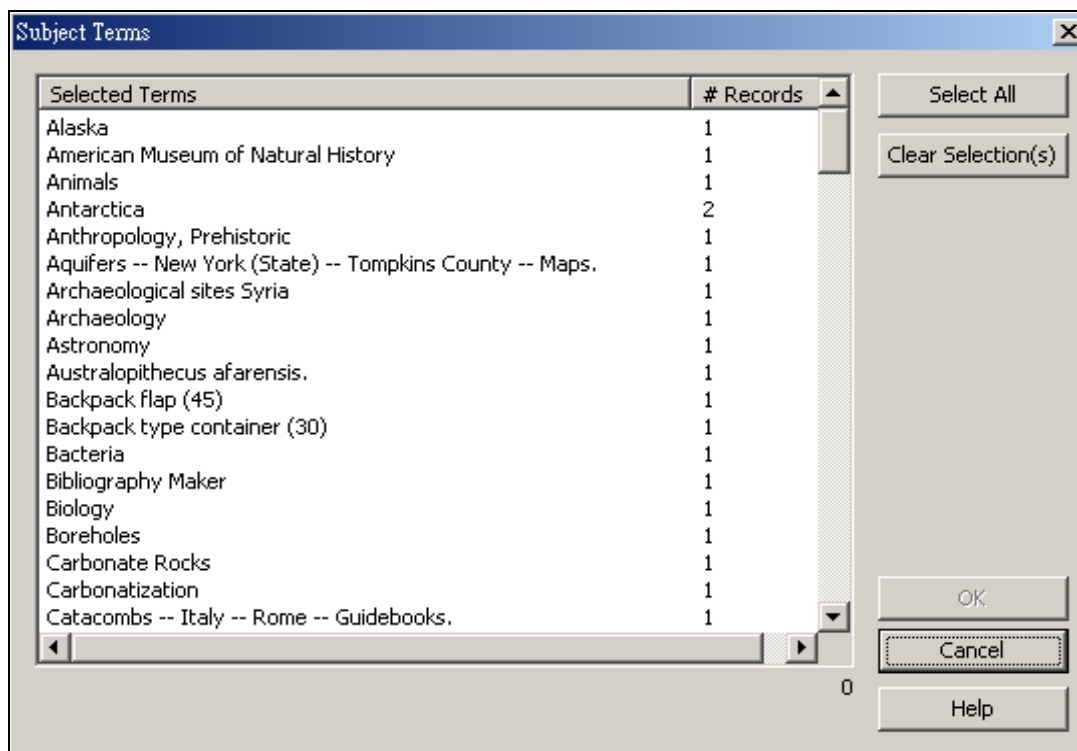 Subject Terms
Selected Terms # Records Select All
Alaska 1
American Museum of Natural History 1 Clear Selection(s)
Animals 1
Antarctica 2
Anthropology, Prehistoric 1
Aquifers -- New York (State) -- Tompkins County -- Maps. 1
Archaeological sites Syria 1
Archaeology 1
Astronomy 1
Australopithecus afarensis. 1
Backpack flap (45) 1
Backpack type container (30) 1
Bacteria 1
Bibliography Maker 1
Biology 1
Boreholes 1
Carbonate Rocks 1
Carbonatization 1
Catacombs -- Italy -- Rome -- Guidebooks. 1
OK
Cancel
0
Help